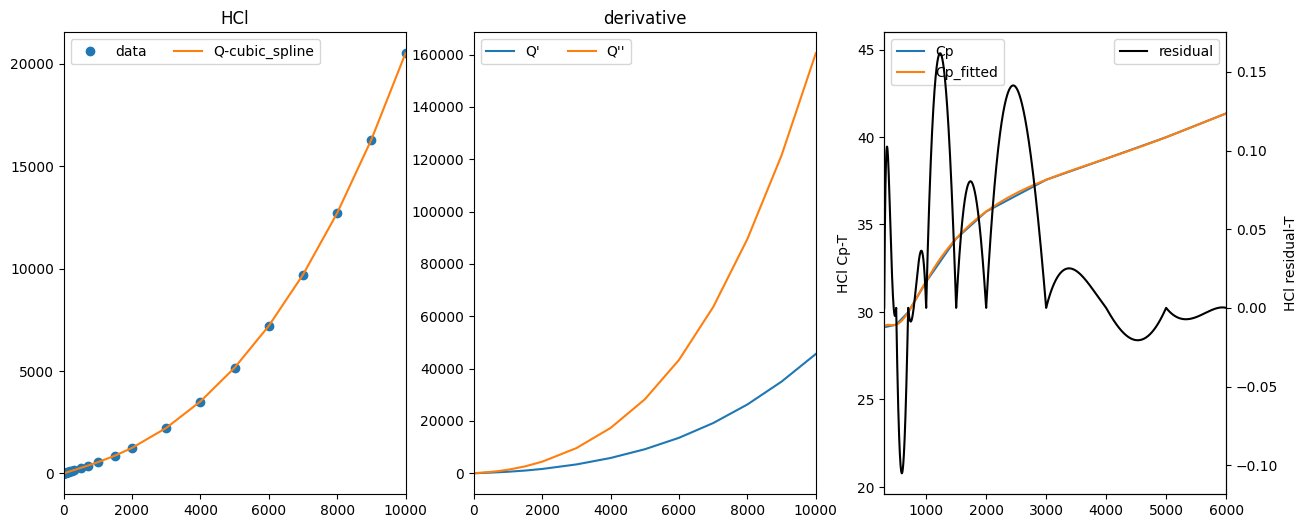 HCl
data
Q-cubic_spline
20000
15000
10000
5000
0
0 2000 4000 6000 8000 10000
derivative
Q'
Q''
160000
140000
120000
100000
80000
60000
40000
20000
0
0 2000 4000 6000 8000 10000
Cp
Cp_fitted
residual
HCl Cp-T
45
40
35
30
25
20
1000 2000 3000 4000 5000 6000
0.15
0.10
0.05
0.00
−0.05
−0.10
HCl residual-T